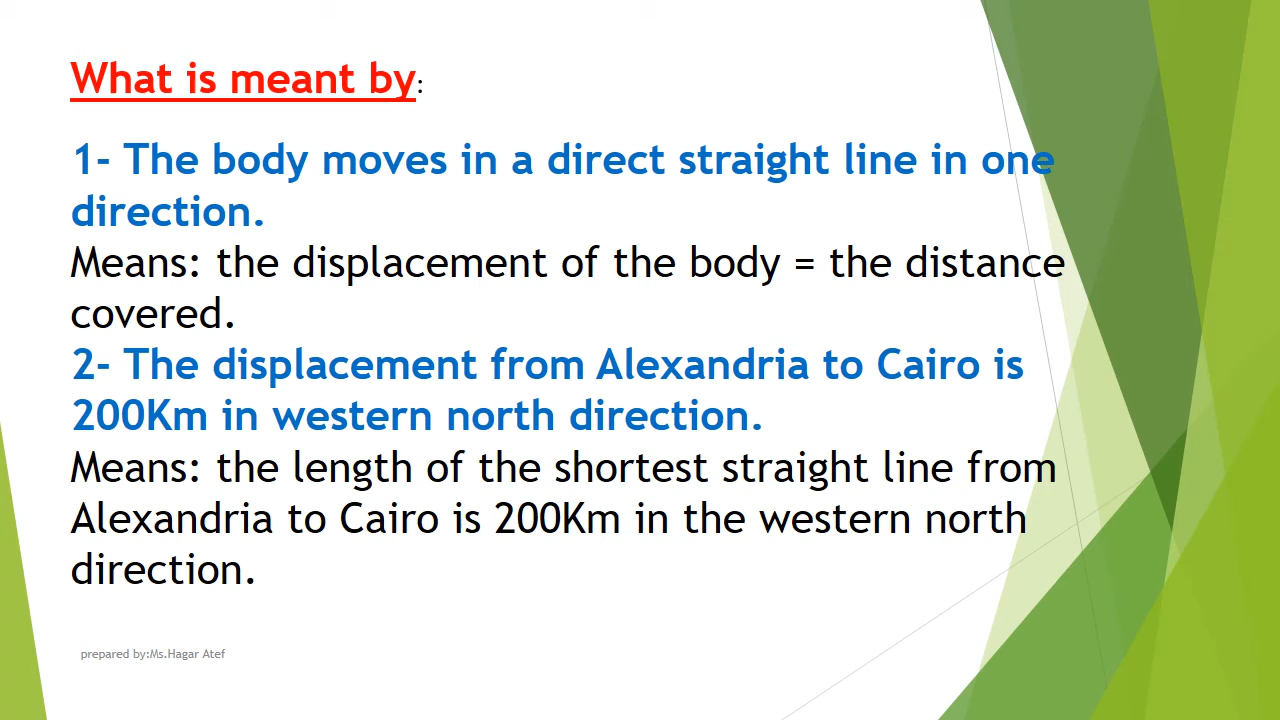 What is meant by:
1- The body moves in a direct straight line in one
direction.
Means: the displacement of the body = the distance
covered.
2- The displacement from Alexandria to Cairo is
200Km in western north direction.
Means: the length of the shortest straight line from
Alexandria to Cairo is 200Km in the western north
direction.
prepared by:Ms.Hagar Atef